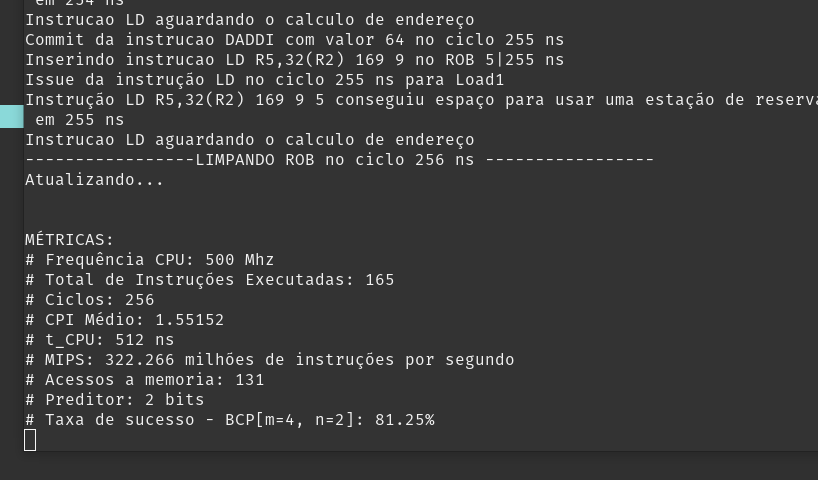 em 254 ns
Instrucao LD aguardando o calculo de endereço
Commit da instrucao DADDI com valor 64 no ciclo 255 ns
Inserindo instrucao LD R5,32(R2) 169 9 no ROB 5|255 ns
Issue da instrução LD no ciclo 255 ns para Load1
Instrução LD R5,32(R2) 169 9 5 conseguiu espaço para usar uma estação de reserva
em 255 ns
Instrucao LD aguardando o calculo de endereço
-----------------LIMPANDO ROB no ciclo 256 ns -----------------
Atualizando...
MÉTRICAS:
# Frequência CPU: 500 Mhz
# Total de Instruções Executadas: 165
# Ciclos: 256
# CPI Médio: 1.55152
# t_CPU: 512 ns
# MIPS: 322.266 milhões de instruções por segundo
# Acessos a memoria: 131
# Preditor: 2 bits
# Taxa de sucesso - BCP[m=4, n=2]: 81.25%